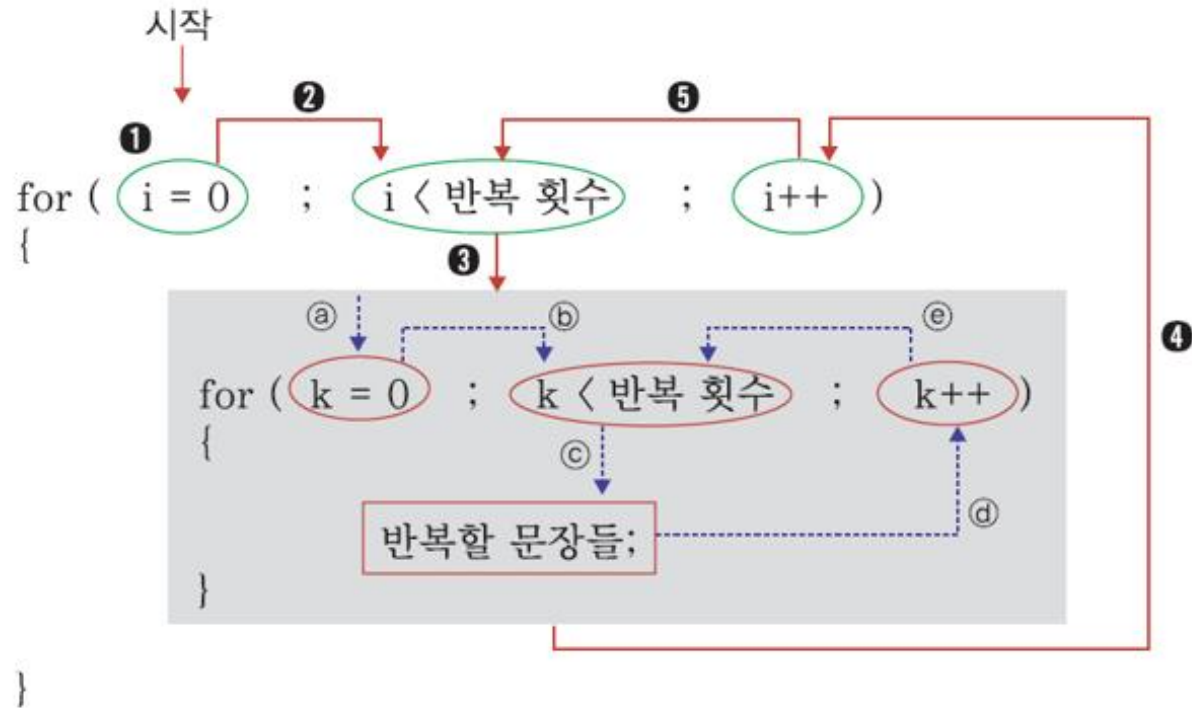 시작
❶ ❷ ❺
for ( i = 0 ; i < 반복 횟수 ; i++ )
{
❸
ⓐ ⓑ ⓔ
❹
for ( k = 0 ; k < 반복 횟수 ; k++ )
{
ⓒ
ⓓ
반복할 문장들;
}
}